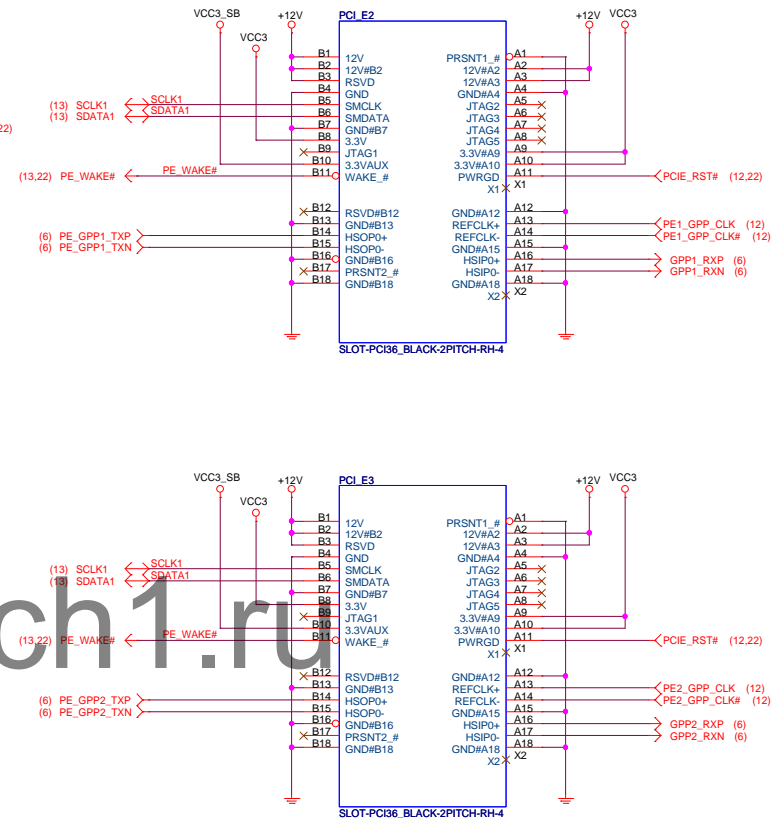 VCC3_SB +12V PCI_E2 +12V VCC3
VCC3
B1 12V PRSNT1_# A1
B2 12V#B2 12V#A2 A2
B3 RSVD 12V#A3 A3
B4 GND GND#A4 A4
(13) SCLK1 SCLK1 B5 SMCLK JTAG2 A5
(13) SDATA1 SDATA1 B6 SMDATA JTAG3 A6
22) B7 GND#B7 JTAG4 A7
B8 3.3V JTAG5 A8
B9 JTAG1 3.3V#A9 A9
B10 3.3VAUX 3.3V#A10 A10
(13,22) PE_WAKE# PE_WAKE# B11 WAKE_# PWRGD A11 PCIE_RST# (12,22)
X1 X1
B12 RSVD#B12 GND#A12 A12
B13 GND#B13 REFCLK+ A13 PE1_GPP_CLK (12)
(6) PE_GPP1_TXP B14 HSOP0+ REFCLK- A14 PE1_GPP_CLK# (12)
(6) PE_GPP1_TXN B15 HSOP0- GND#A15 A15
B16 GND#B16 HSIP0+ A16 GPP1_RXP (6)
B17 PRSNT2_# HSIP0- A17 GPP1_RXN (6)
B18 GND#B18 GND#A18 A18
X2 X2
SLOT-PCI36_BLACK-2PITCH-RH-4
VCC3_SB +12V PCI_E3 +12V VCC3
VCC3
B1 12V PRSNT1_# A1
B2 12V#B2 12V#A2 A2
B3 RSVD 12V#A3 A3
B4 GND GND#A4 A4
(13) SCLK1 SCLK1 B5 SMCLK JTAG2 A5
(13) SDATA1 SDATA1 B6 SMDATA JTAG3 A6
B7 GND#B7 JTAG4 A7
B8 3.3V JTAG5 A8
B9 JTAG1 3.3V#A9 A9
B10 3.3VAUX 3.3V#A10 A10
(13,22) PE_WAKE# PE_WAKE# B11 WAKE_# PWRGD A11 PCIE_RST# (12,22)
ch1.ru
X1 X1
B12 RSVD#B12 GND#A12 A12
B13 GND#B13 REFCLK+ A13 PE2_GPP_CLK (12)
(6) PE_GPP2_TXP B14 HSOP0+ REFCLK- A14 PE2_GPP_CLK# (12)
(6) PE_GPP2_TXN B15 HSOP0- GND#A15 A15
B16 GND#B16 HSIP0+ A16 GPP2_RXP (6)
B17 PRSNT2_# HSIP0- A17 GPP2_RXN (6)
B18 GND#B18 GND#A18 A18
X2 X2
SLOT-PCI36_BLACK-2PITCH-RH-4